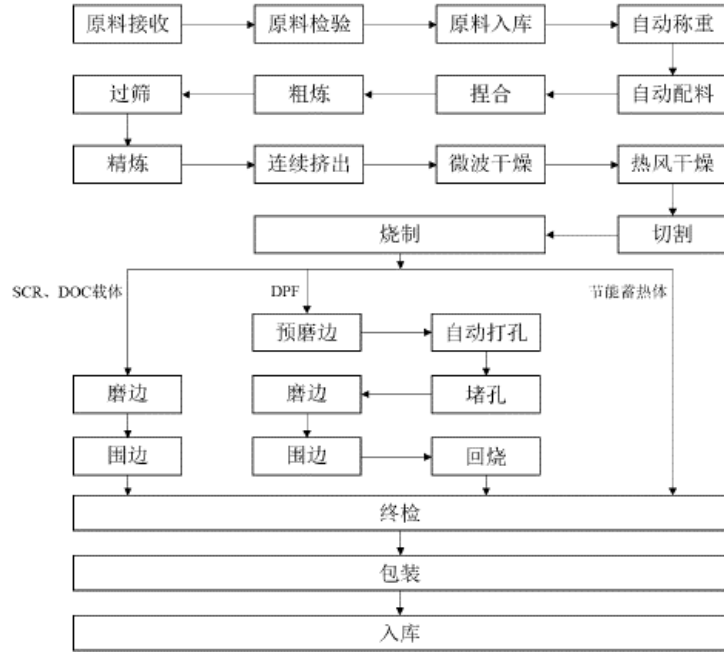 原料接收 原料检验 原料入库 自动称重
过筛 粗炼 捏合 自动配料
精炼 连续挤出 微波干燥 热风干燥
烧制 切割
SCR、DOC载体 DPF 节能蓄热体
预磨边 自动打孔
磨边 磨边 堵孔
围边 围边 回烧
终检
包装
入库